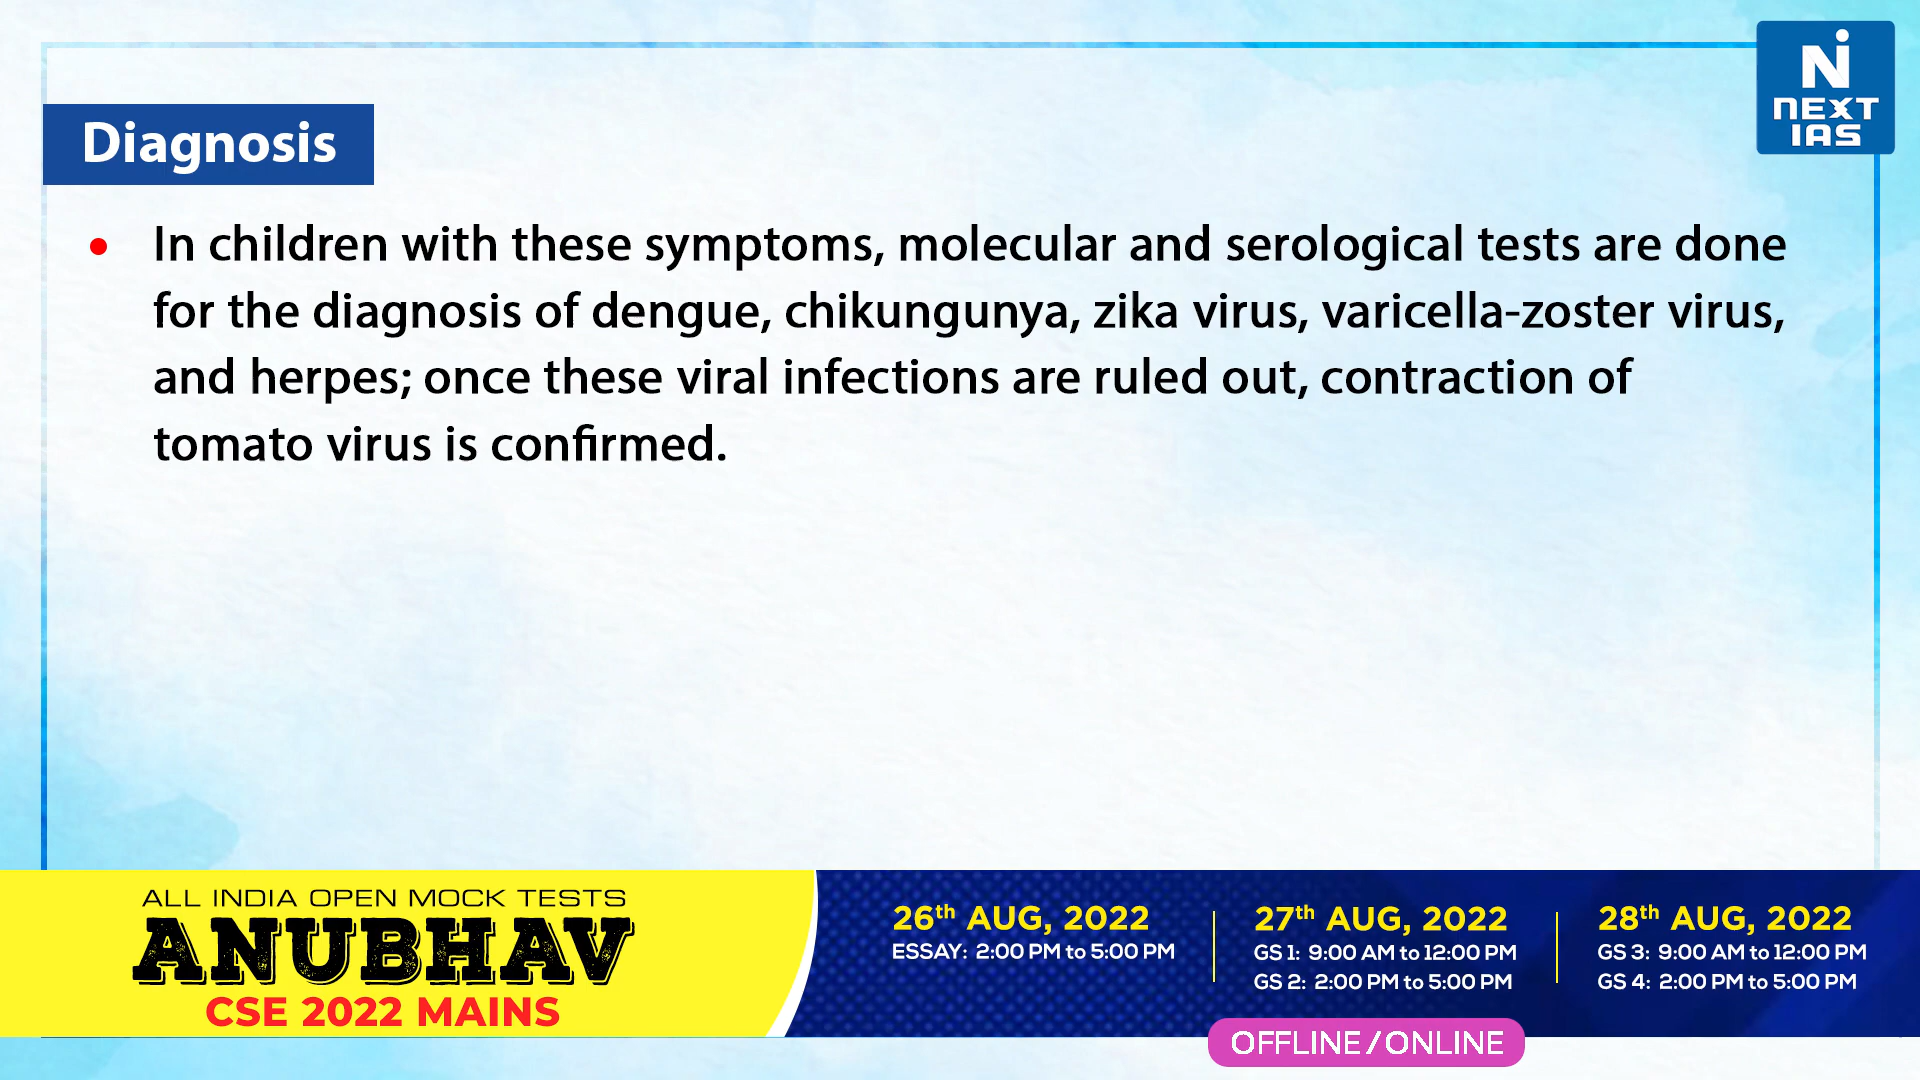 NEXT
IAS
Diagnosis
• In children with these symptoms, molecular and serological tests are done
for the diagnosis of dengue, chikungunya, zika virus, varicella-zoster virus,
and herpes; once these viral infections are ruled out, contraction of
tomato virus is confirmed.
ALL INDIA OPEN MOCK TESTS
ANUBHAV
CSE 2022 MAINS
26th AUG, 2022
ESSAY: 2:00 PM to 5:00 PM
27th AUG, 2022
GS 1: 9:00 AM to 12:00 PM
GS 2: 2:00 PM to 5:00 PM
28th AUG, 2022
GS 3: 9:00 AM to 12:00 PM
GS 4: 2:00 PM to 5:00 PM
OFFLINE/ONLINE